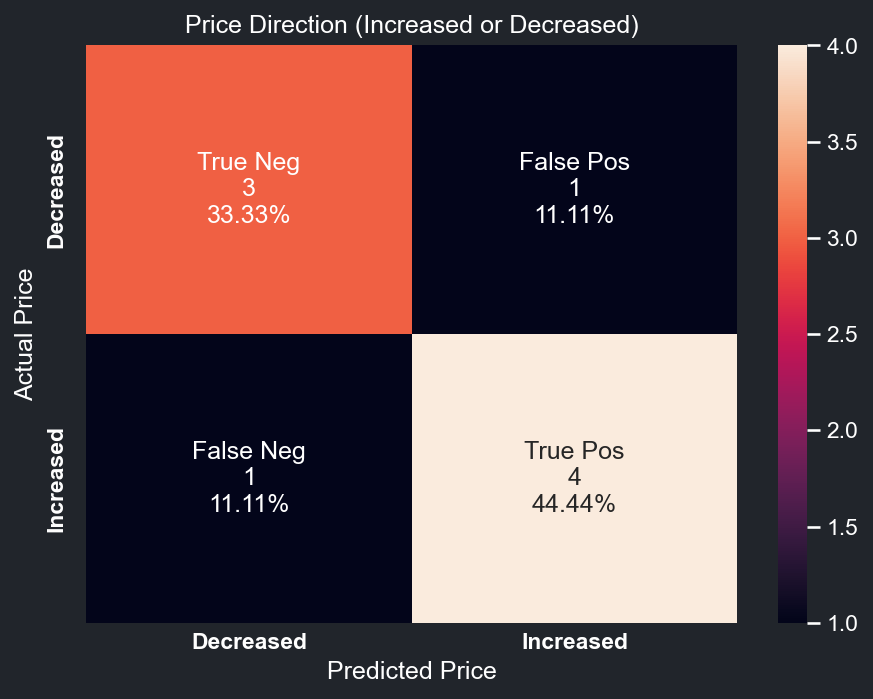 Price Direction (Increased or Decreased)
Actual Price
Decreased
Increased
True Neg
3
33.33%
False Pos
1
11.11%
False Neg
1
11.11%
True Pos
4
44.44%
Decreased
Increased
Predicted Price
4.0
3.5
3.0
2.5
2.0
1.5
1.0